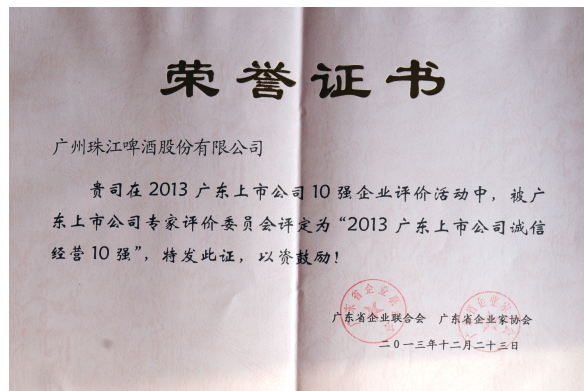 荣誉证书
广州珠江啤酒股份有限公司
贵司在2013广东上市公司10强企业评价活动中，被广
东上市公司专家评价委员会评定为“2013广东上市公司诚信
经营10强”，特发此证，以资鼓励！
广东省企业联合会 广东省企业家协会
二〇一三年十二月二十三日